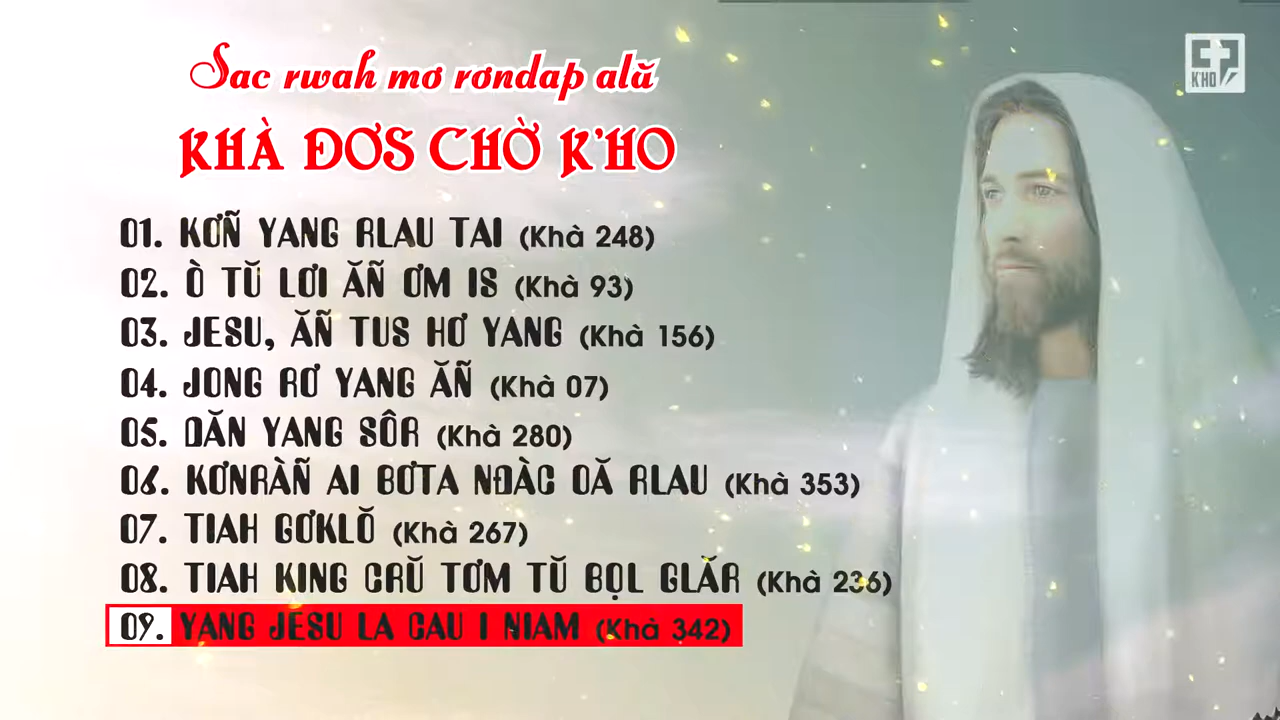 Sac rwah mơ rơndap ală
KHÀ ĐƠS CHỜ K'HO
K'HO
01. KƠÑ YANG RLAU TAI (Khà 248)
02. Ò TŬ LƠI ĂÑ ƠM IS (Khà 93)
03. JESU, ĂÑ TUS HƠ YANG (Khà 156)
04. JONG RƠ YANG ĂÑ (Khà 07)
05. DĂN YANG SÔR (Khà 280)
06. KƠNRÀÑ AI BƠTA NĐÀC OĂ RLAU (Khà 353)
07. TIAH GƠKLŎ (Khà 267)
08. TIAH KING CRŬ TƠM TŬ BỌL GLĂR (Khà 236)
09. YANG JESU LA CAU I NIAM (Khà 342)